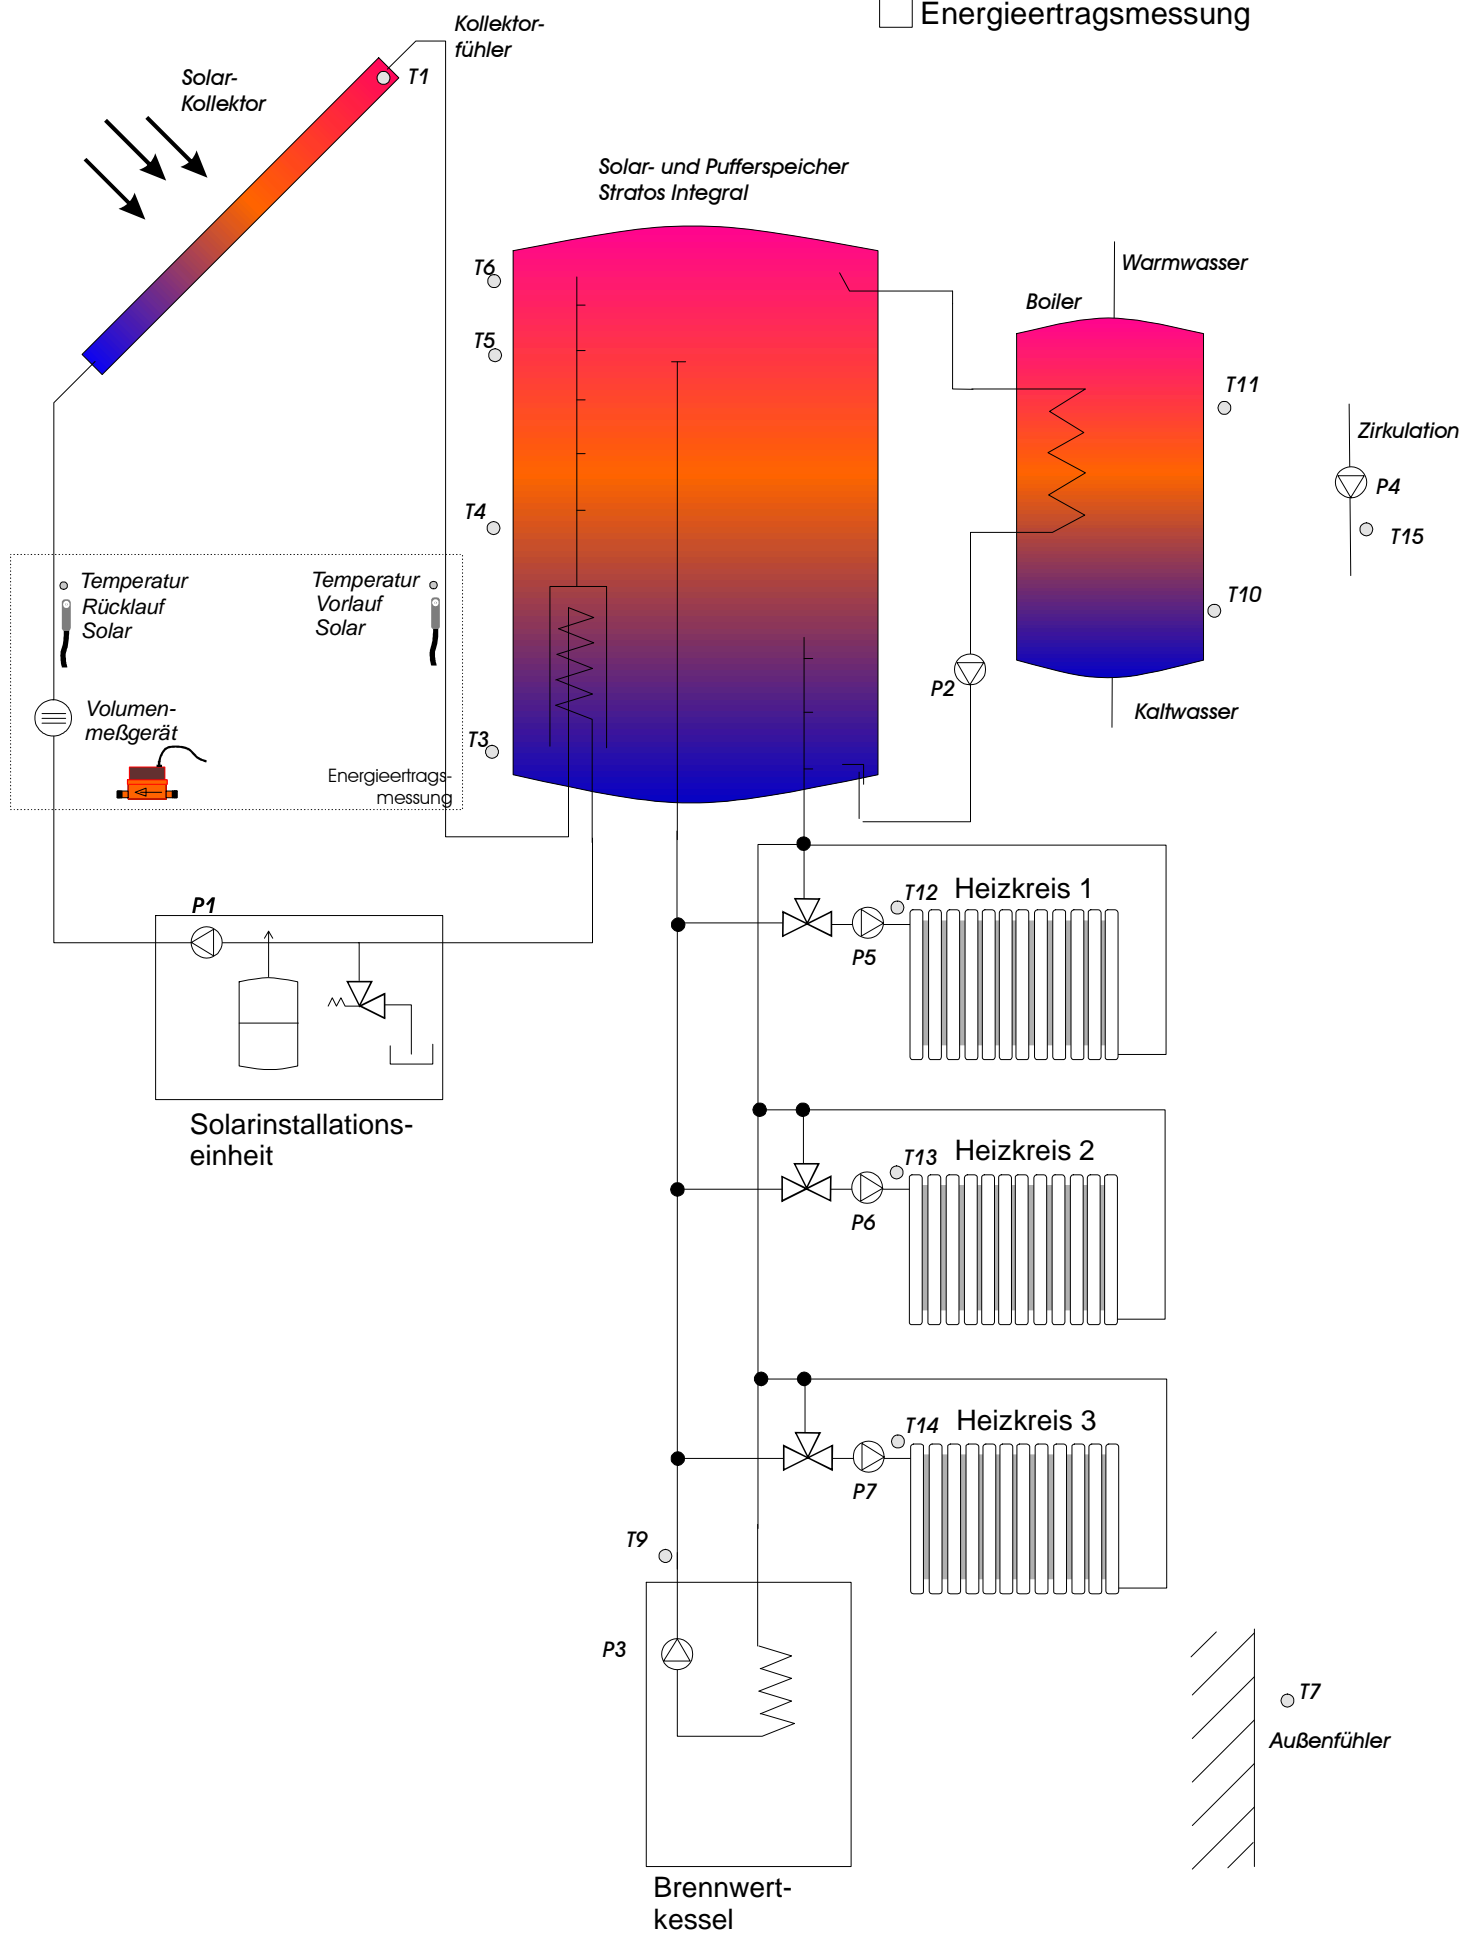 Energieertragsmessung
Kollektor-
fühler
T1
Solar-
Kollektor
Solar- und Pufferspeicher
Stratos Integral
T6
T5
T4
T3
Warmwasser
Boiler
T11
T10
Kaltwasser
P2
Zirkulation
P4
T15
Temperatur
Rücklauf
Solar
Temperatur
Vorlauf
Solar
Volumen-
meßgerät
Energieertrags-
messung
P1
Solarinstallations-
einheit
T12
Heizkreis 1
P5
T13
Heizkreis 2
P6
T14
Heizkreis 3
P7
T9
P3
Brennwert-
kessel
T7
Außenfühler